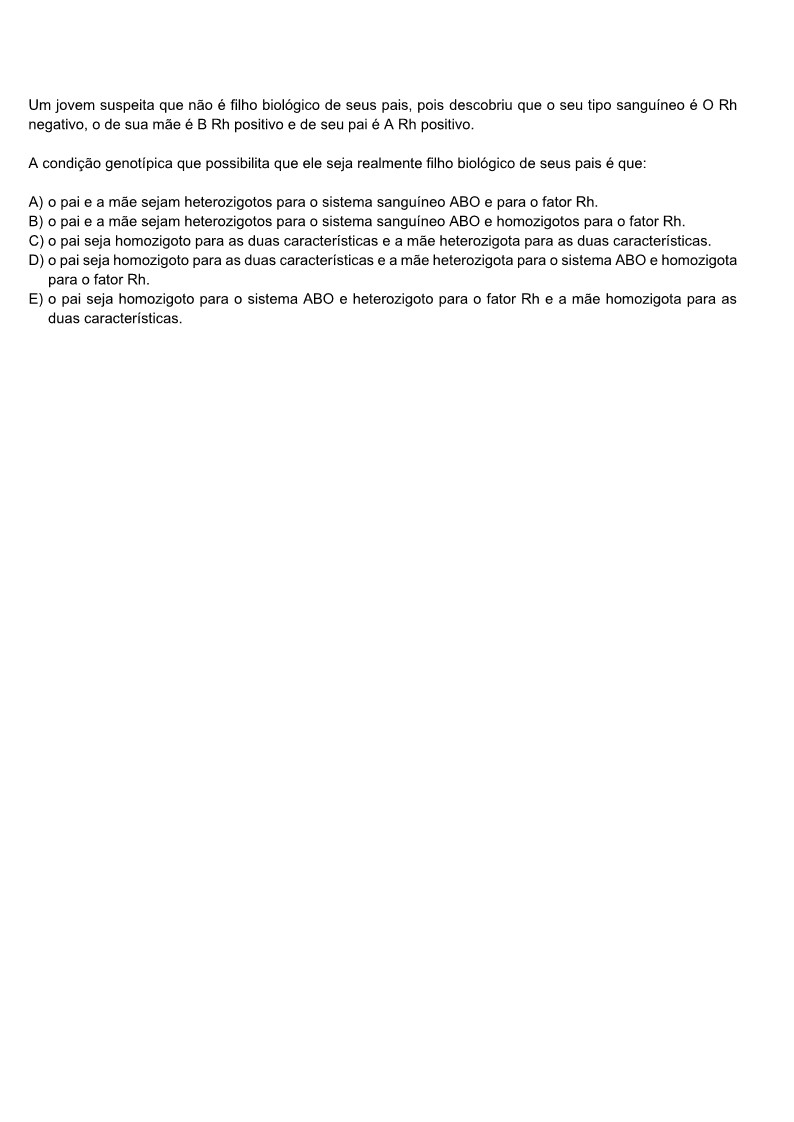 Um jovem suspeita que não é filho biológico de seus pais, pois descobriu que o seu tipo sanguíneo é O Rh
negativo, o de sua mãe é B Rh positivo e de seu pai é A Rh positivo.
A condição genotípica que possibilita que ele seja realmente filho biológico de seus pais é que:
A) o pai e a mãe sejam heterozigotos para o sistema sanguíneo ABO e para o fator Rh.
B) o pai e a mãe sejam heterozigotos para o sistema sanguíneo ABO e homozigotos para o fator Rh.
C) o pai seja homozigoto para as duas características e a mãe heterozigota para as duas características.
D) o pai seja homozigoto para as duas características e a mãe heterozigota para o sistema ABO e homozigota
para o fator Rh.
E) o pai seja homozigoto para o sistema ABO e heterozigoto para o fator Rh e a mãe homozigota para as
duas características.